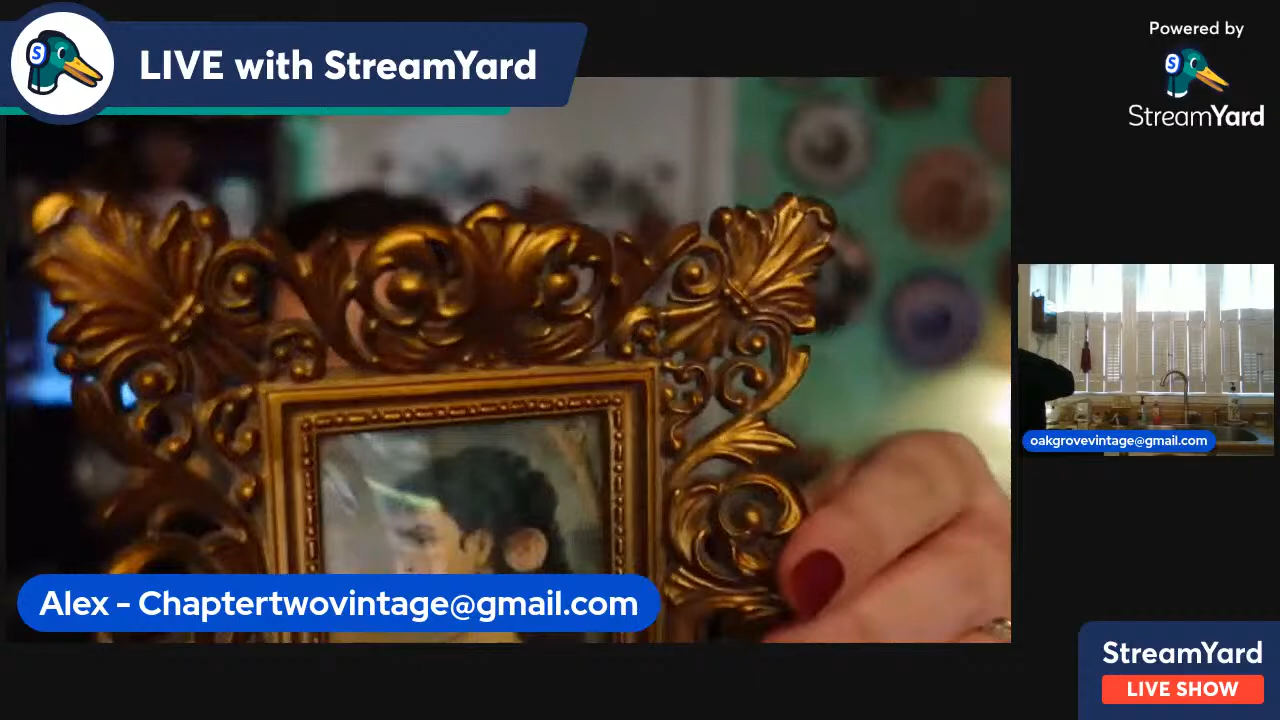 S
LIVE with StreamYard
Powered by
S
StreamYard
oakgrovevintage@gmail.com
Alex - Chaptertwovintage@gmail.com
StreamYard
LIVE SHOW